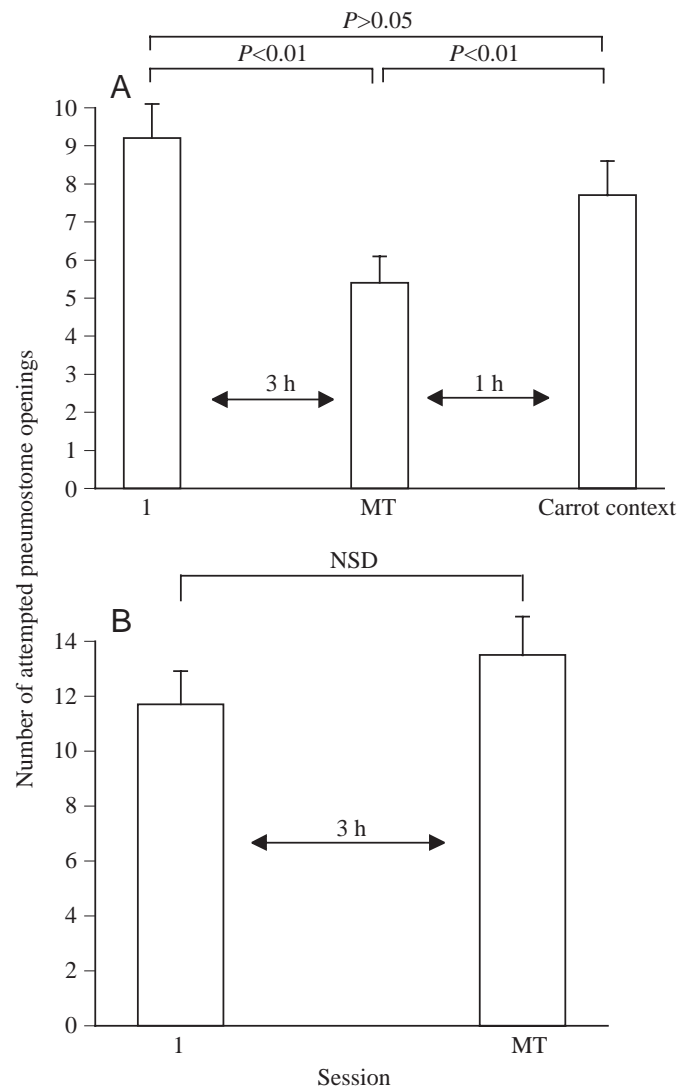 P>0.05
P<0.01 P<0.01
A
10
9
8
7
6
5
4
3
2
1
0
3 h 1 h
1 MT Carrot context
Number of attempted pneumostome openings
NSD
B
14
12
10
8
6
4
2
0
3 h
1 MT
Session